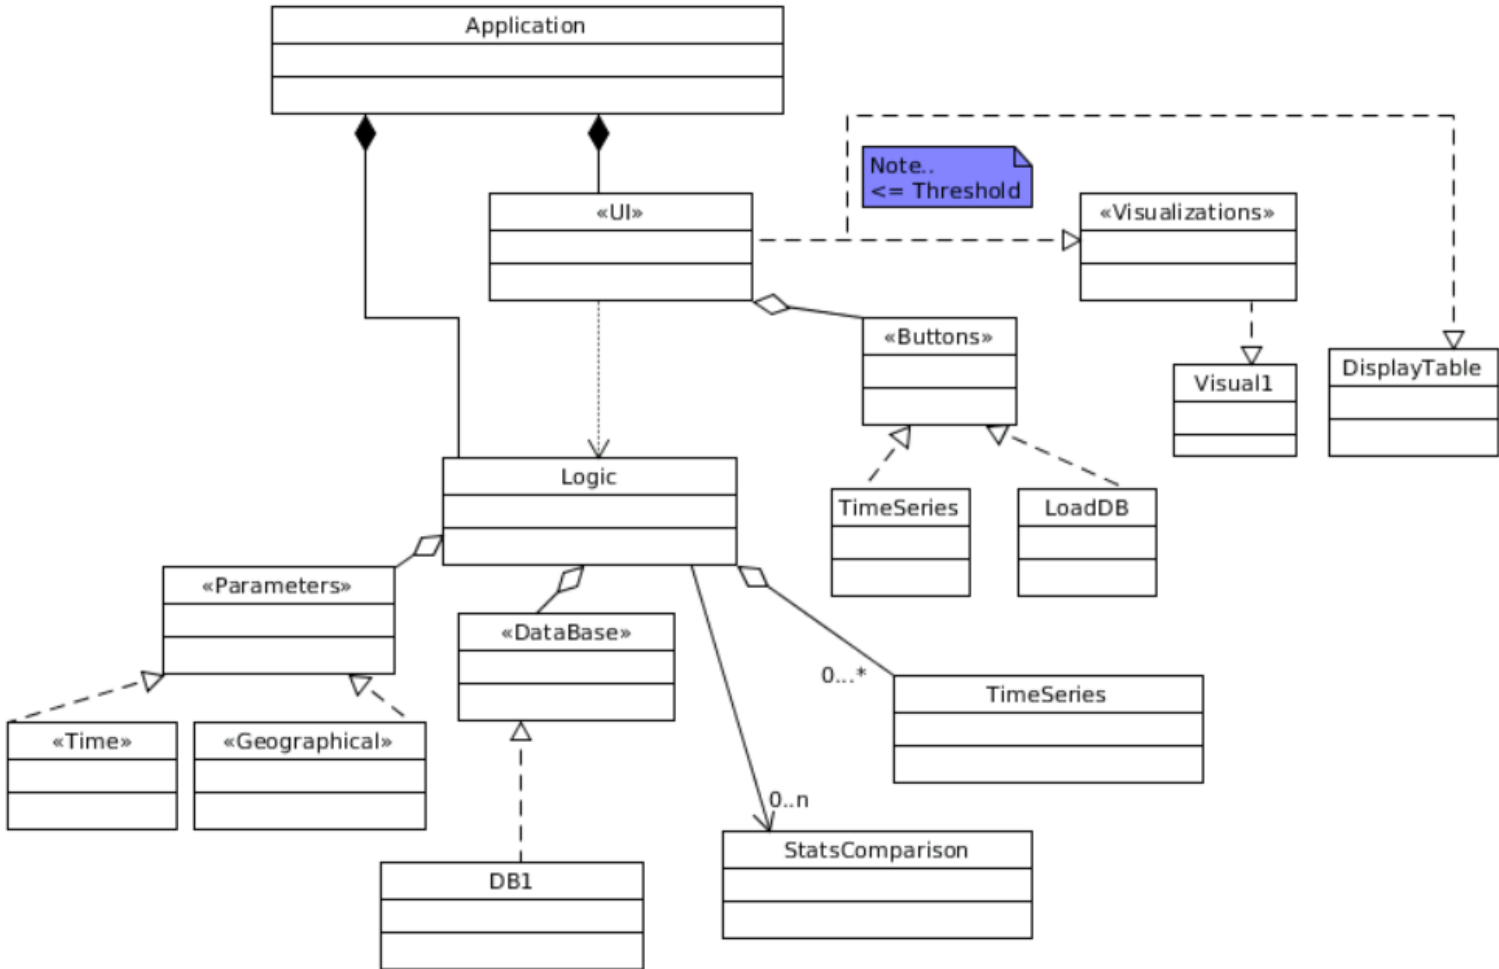 Application
Note..
<= Threshold
«UI»
«Visualizations»
«Buttons»
Visual1
DisplayTable
Logic
TimeSeries
LoadDB
«Parameters»
«DataBase»
0...*
TimeSeries
«Time»
«Geographical»
0..n
StatsComparison
DB1